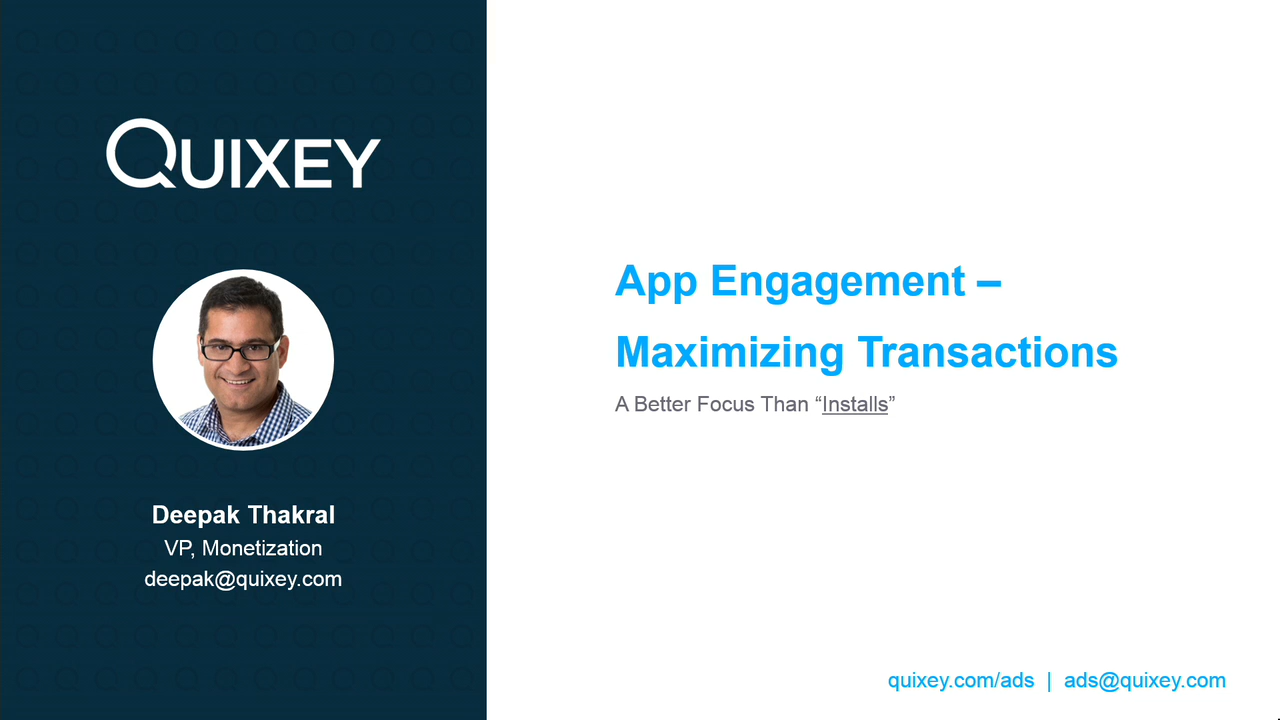 QUIXEY
Deepak Thakral
VP, Monetization
deepak@quixey.com
App Engagement –
Maximizing Transactions
A Better Focus Than “Installs”
quixey.com/ads | ads@quixey.com